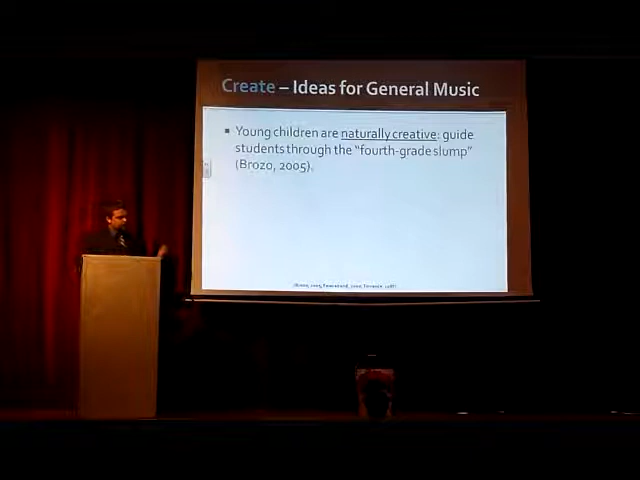 Create – Ideas for General Music
Young children are naturally creative: guide
students through the “fourth-grade slump”
(Brozo, 2005).